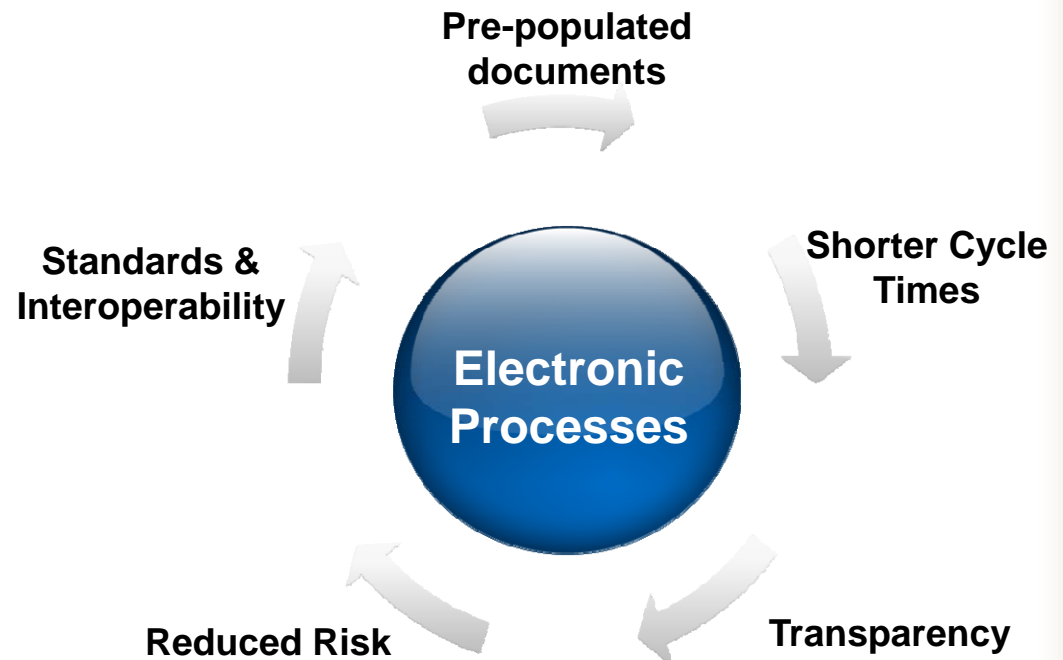 Pre-populated
documents
Shorter Cycle
Times
Standards &
Interoperability
Electronic
Processes
Transparency
Reduced Risk